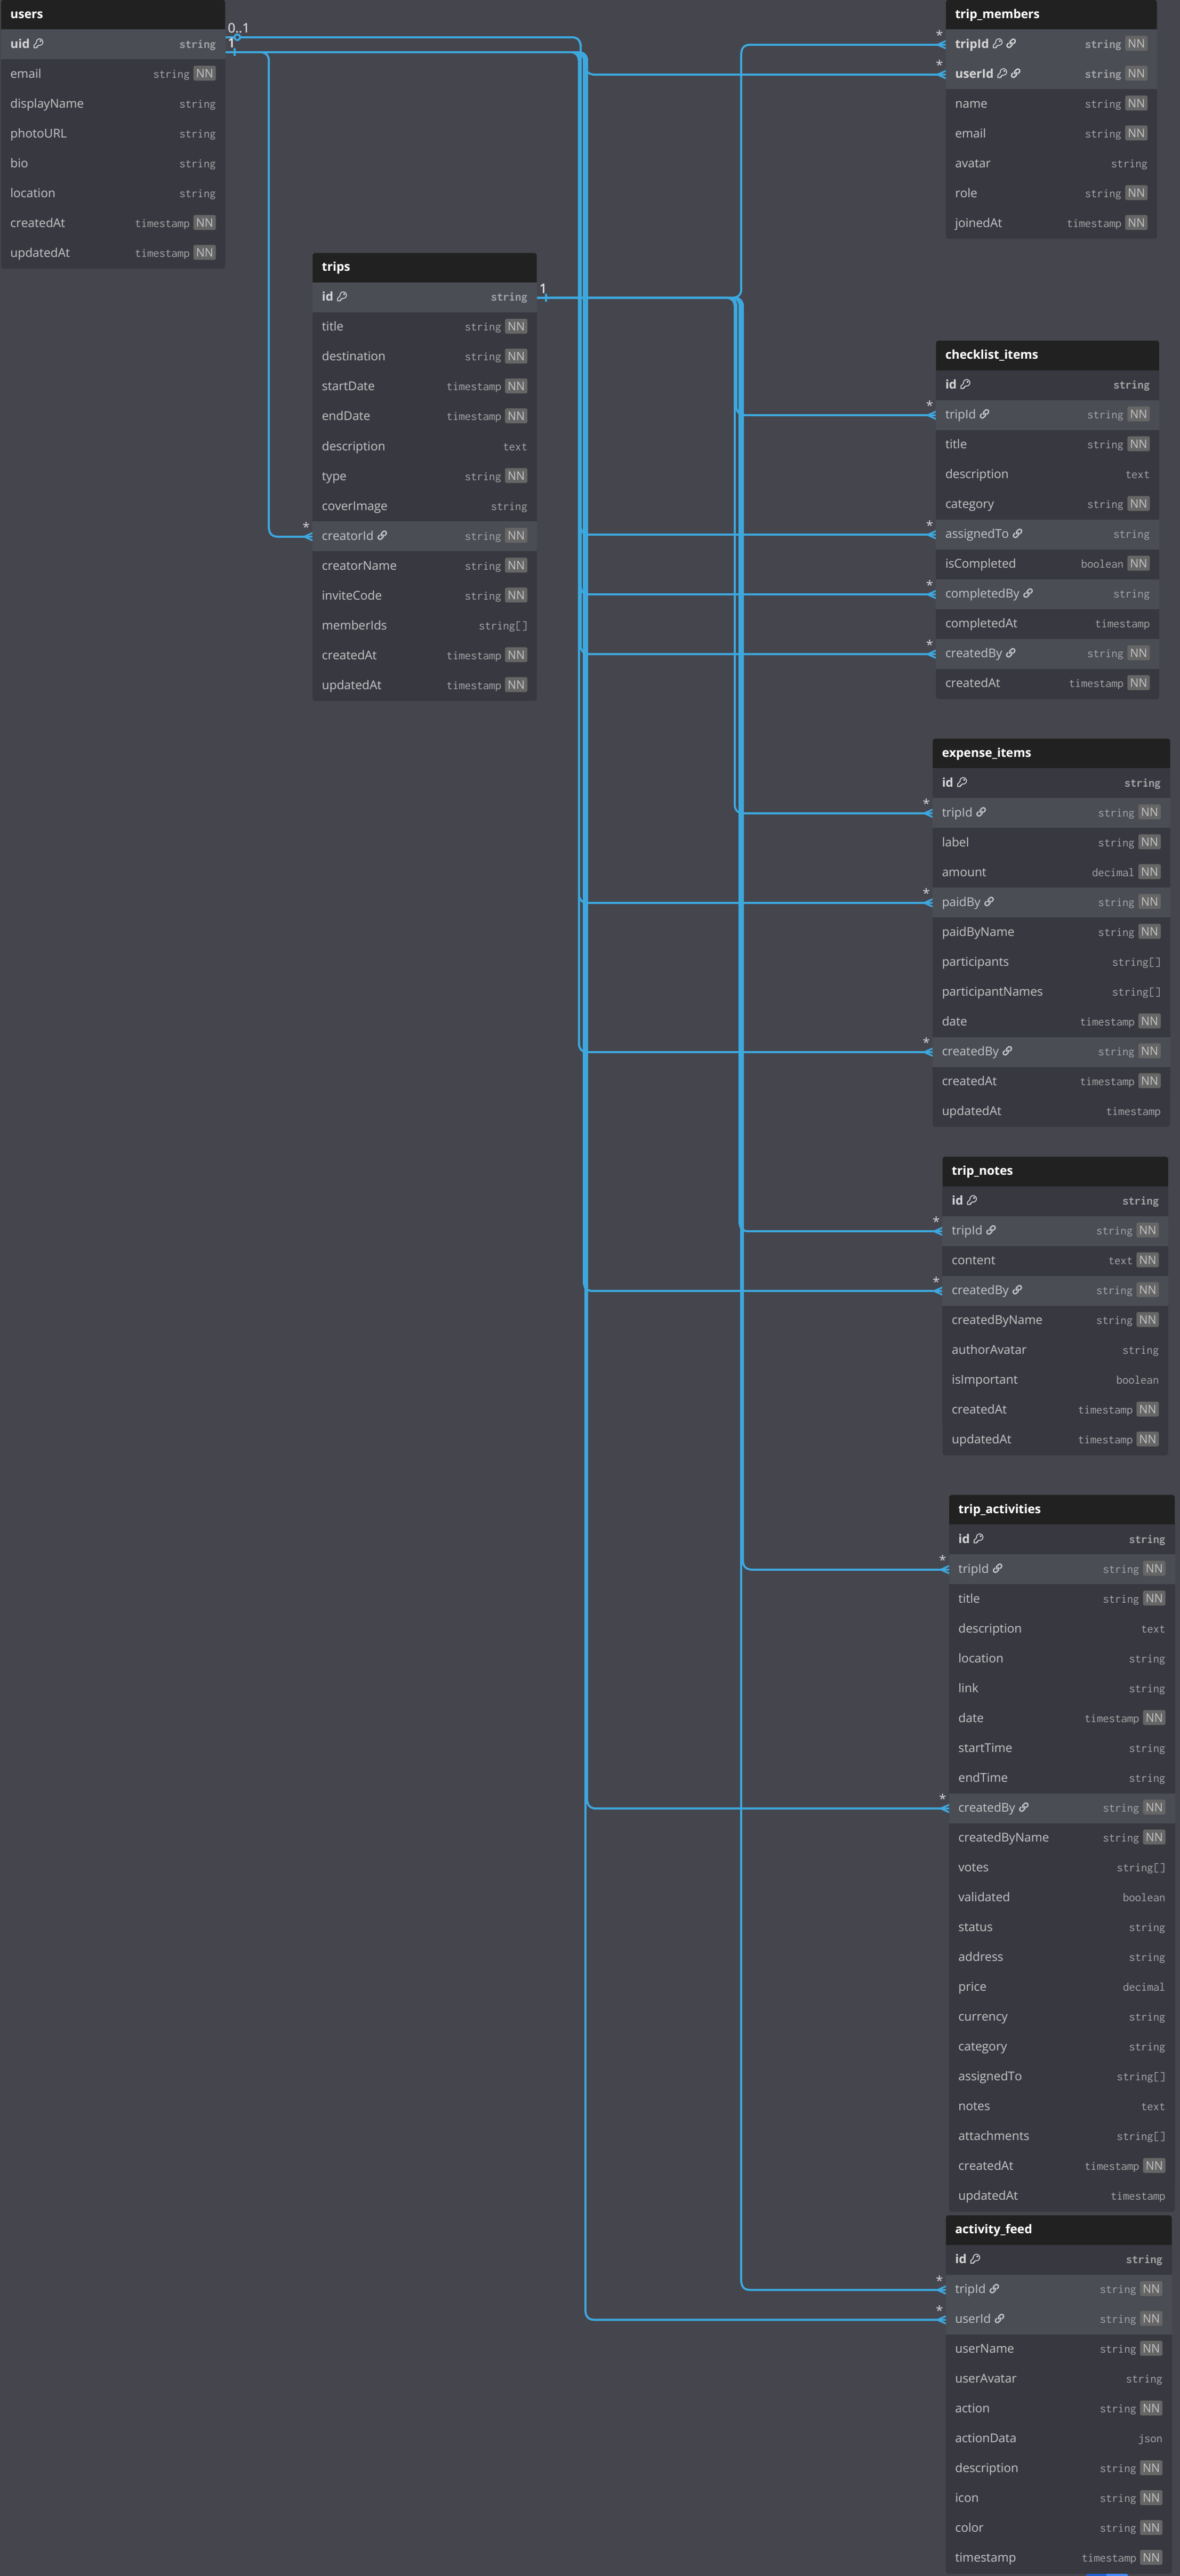 users
uid string
email string NN
displayName string
photoURL string
bio string
location string
createdAt timestamp NN
updatedAt timestamp NN
0..1
1
trips
id string
title string NN
destination string NN
startDate timestamp NN
endDate timestamp NN
description text
type string NN
coverImage string
creatorId string NN
creatorName string NN
inviteCode string NN
memberIds string[]
createdAt timestamp NN
updatedAt timestamp NN
1
*
trip_members
* tripId string NN
* userId string NN
name string NN
email string NN
avatar string
role string NN
joinedAt timestamp NN
checklist_items
id string
* tripId string NN
title string NN
description text
category string NN
* assignedTo string
isCompleted boolean NN
* completedBy string
completedAt timestamp
* createdBy string NN
createdAt timestamp NN
expense_items
id string
* tripId string NN
label string NN
amount decimal NN
* paidBy string NN
paidByName string NN
participants string[]
participantNames string[]
date timestamp NN
* createdBy string NN
createdAt timestamp NN
updatedAt timestamp
trip_notes
id string
* tripId string NN
content text NN
* createdBy string NN
createdByName string NN
authorAvatar string
isImportant boolean
createdAt timestamp NN
updatedAt timestamp NN
trip_activities
id string
* tripId string NN
title string NN
description text
location string
link string
date timestamp NN
startTime string
endTime string
* createdBy string NN
createdByName string NN
votes string[]
validated boolean
status string
address string
price decimal
currency string
category string
assignedTo string[]
notes text
attachments string[]
createdAt timestamp NN
updatedAt timestamp
activity_feed
id string
* tripId string NN
* userId string NN
userName string NN
userAvatar string
action string NN
actionData json
description string NN
icon string NN
color string NN
timestamp timestamp NN